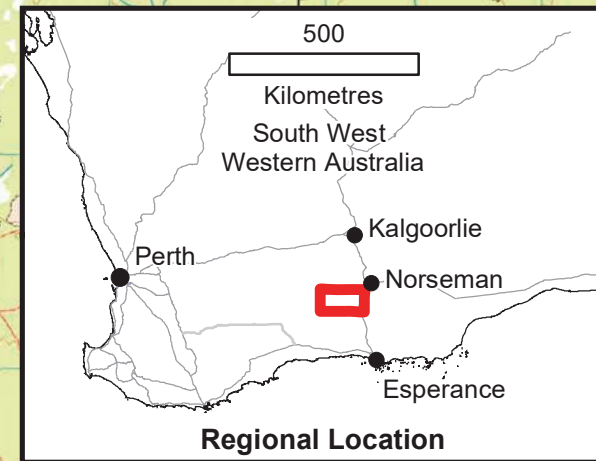 500
Kilometres
South West
Western Australia
Kalgoorlie
Perth
Norseman
Esperance
Regional Location